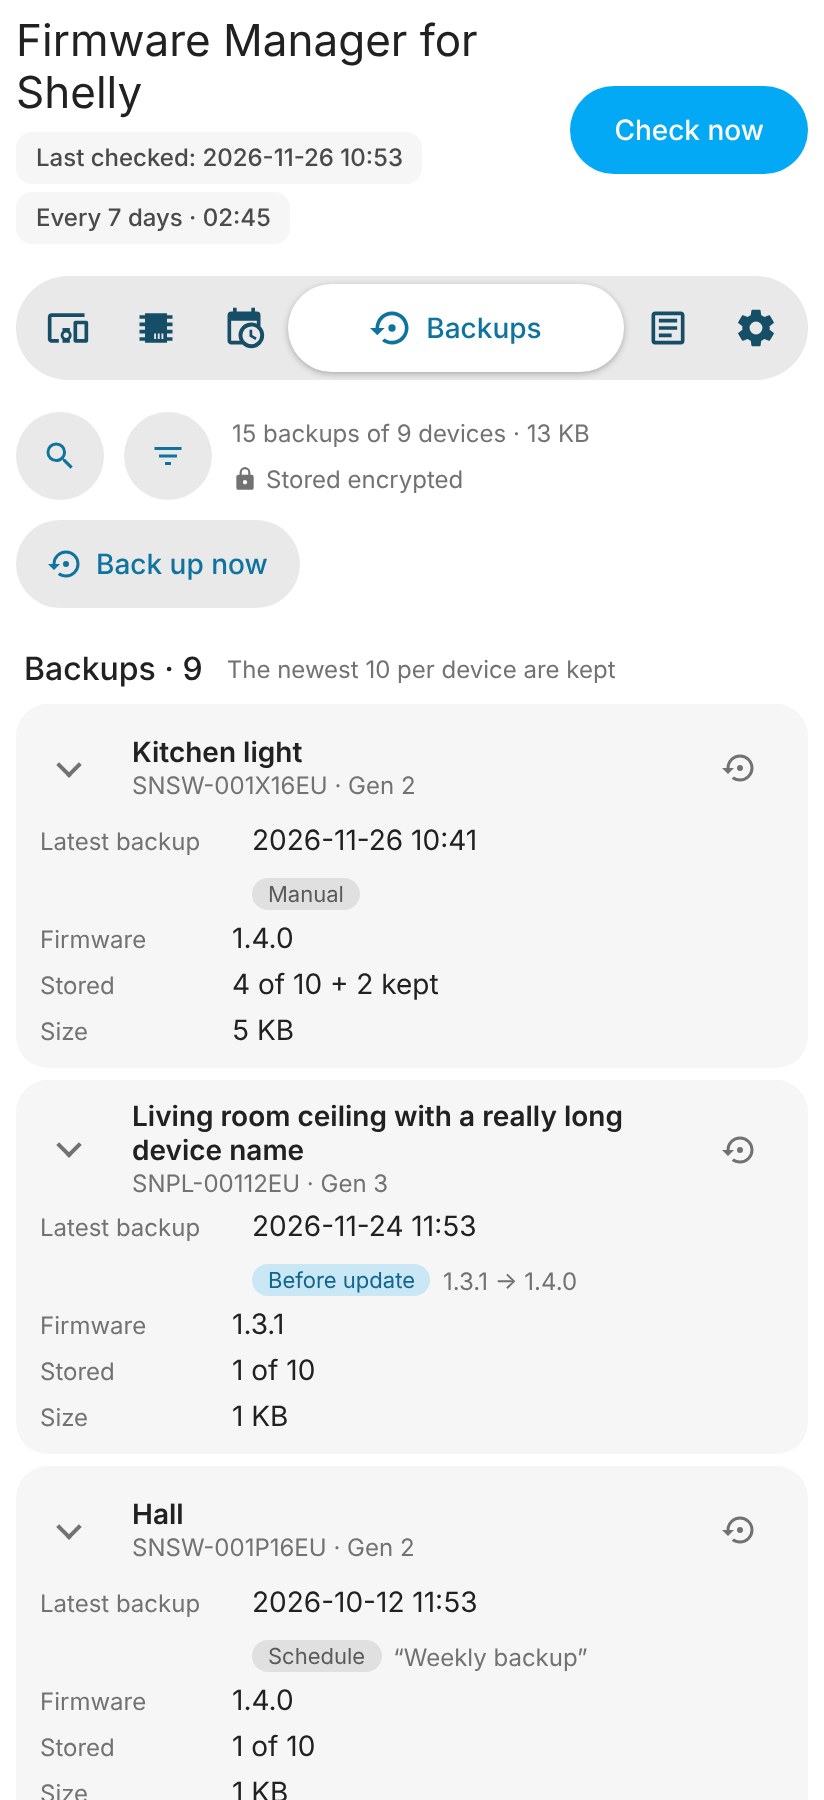 Firmware Manager for
Shelly
Check now
Last checked: 2026-11-26 10:53
Every 7 days · 02:45
Backups
15 backups of 9 devices · 13 KB
Stored encrypted
Back up now
Backups · 9 The newest 10 per device are kept
Kitchen light
SNSW-001X16EU · Gen 2
Latest backup 2026-11-26 10:41
Manual
Firmware 1.4.0
Stored 4 of 10 + 2 kept
Size 5 KB
Living room ceiling with a really long
device name
SNPL-00112EU · Gen 3
Latest backup 2026-11-24 11:53
Before update 1.3.1 → 1.4.0
Firmware 1.3.1
Stored 1 of 10
Size 1 KB
Hall
SNSW-001P16EU · Gen 2
Latest backup 2026-10-12 11:53
Schedule “Weekly backup”
Firmware 1.4.0
Stored 1 of 10
Size 1 KB